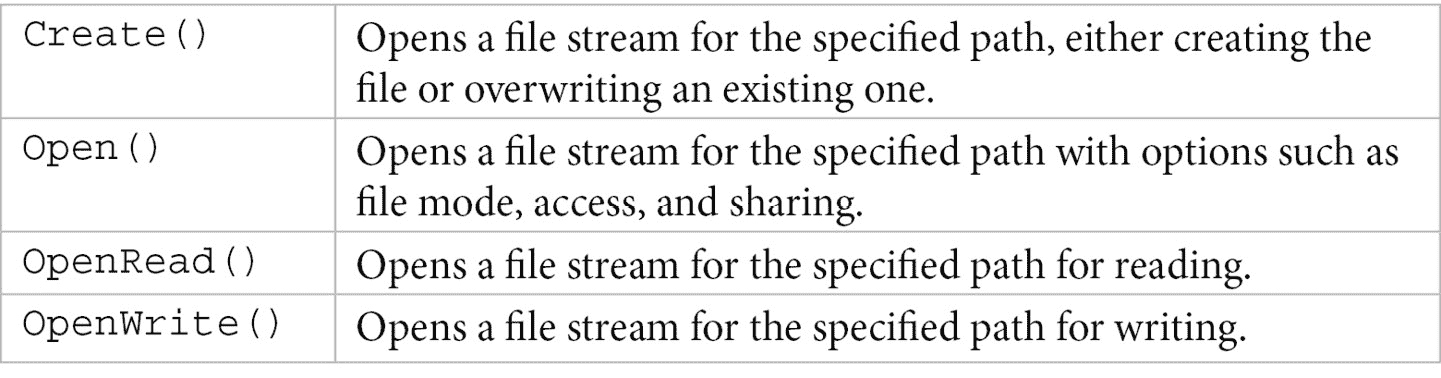 Create() Opens a file stream for the specified path, either creating the
file or overwriting an existing one.
Open() Opens a file stream for the specified path with options such as
file mode, access, and sharing.
OpenRead() Opens a file stream for the specified path for reading.
OpenWrite() Opens a file stream for the specified path for writing.